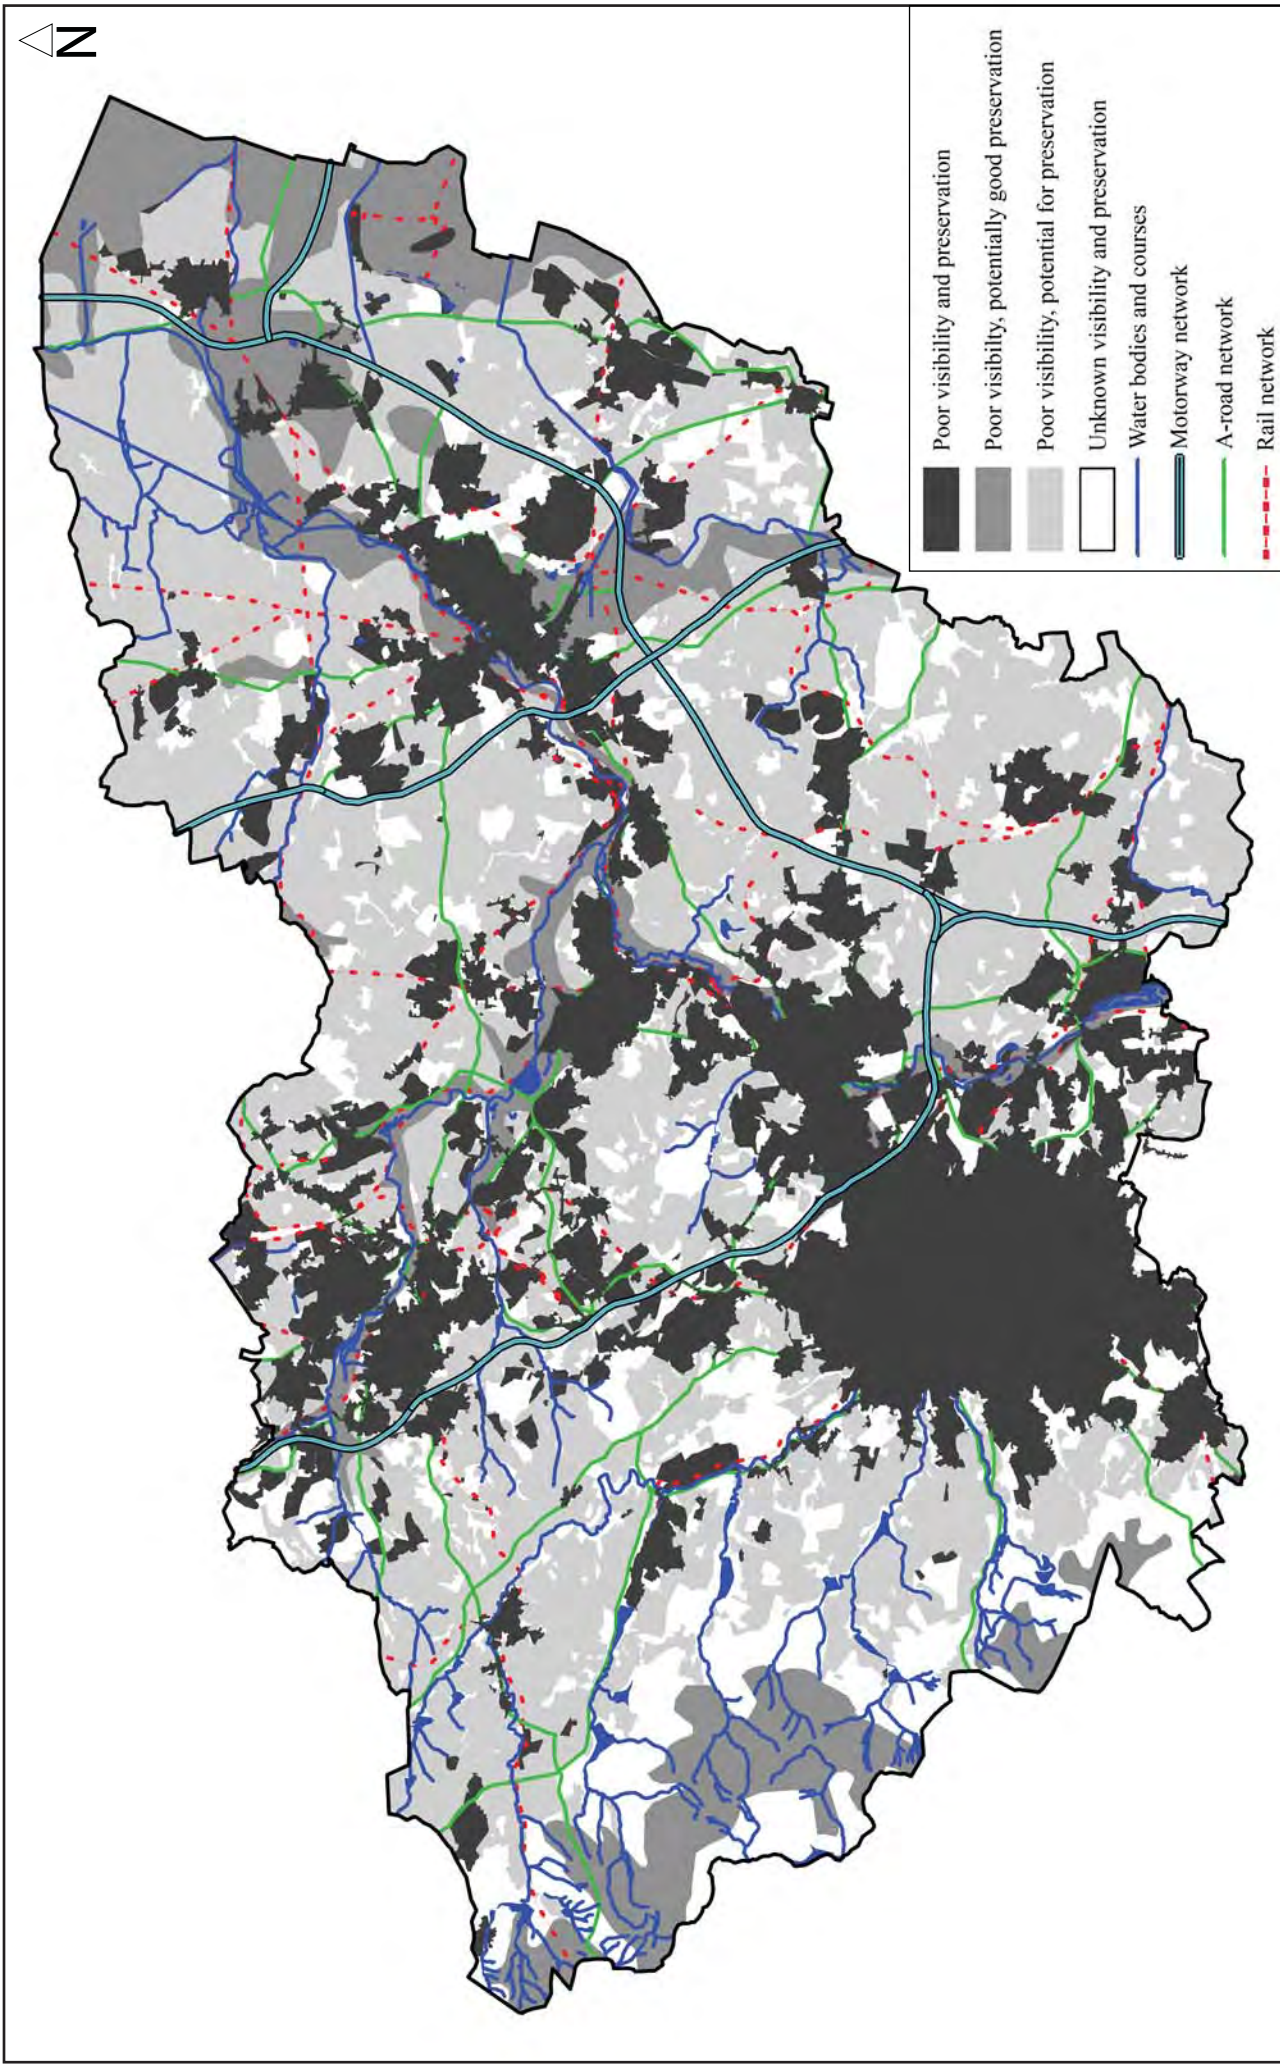 N
Poor visibility and preservation
Poor visibilty, potentially good preservation
Poor visibility, potential for preservation
Unknown visibility and preservation
Water bodies and courses
Motorway network
A-road network
Rail network